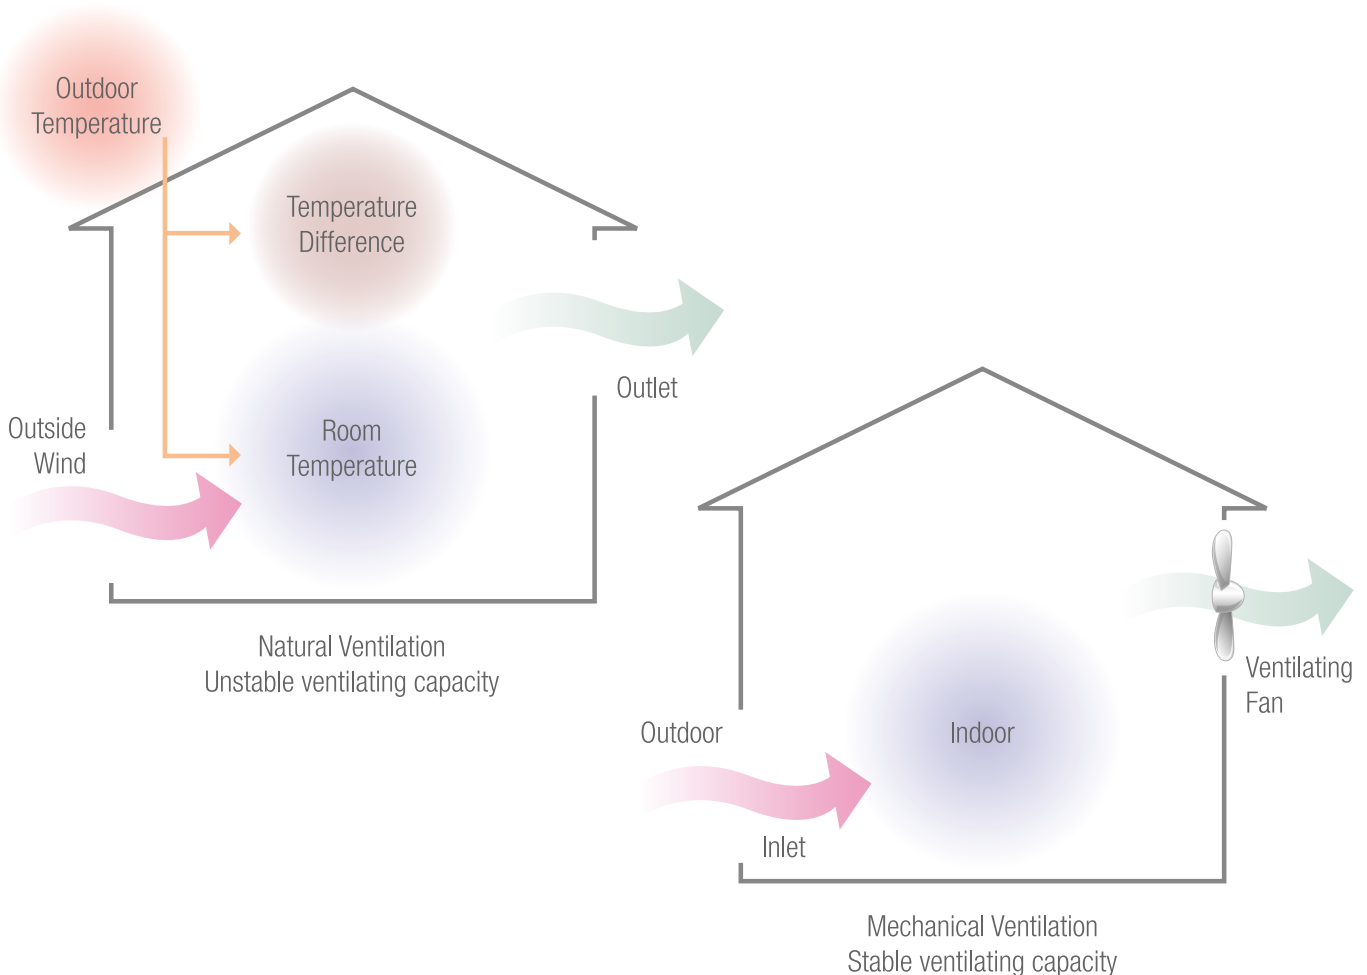 Outdoor
Temperature
Temperature
Difference
Outlet
Outside
Wind
Room
Temperature
Natural Ventilation
Unstable ventilating capacity
Ventilating
Fan
Outdoor
Indoor
Inlet
Mechanical Ventilation
Stable ventilating capacity